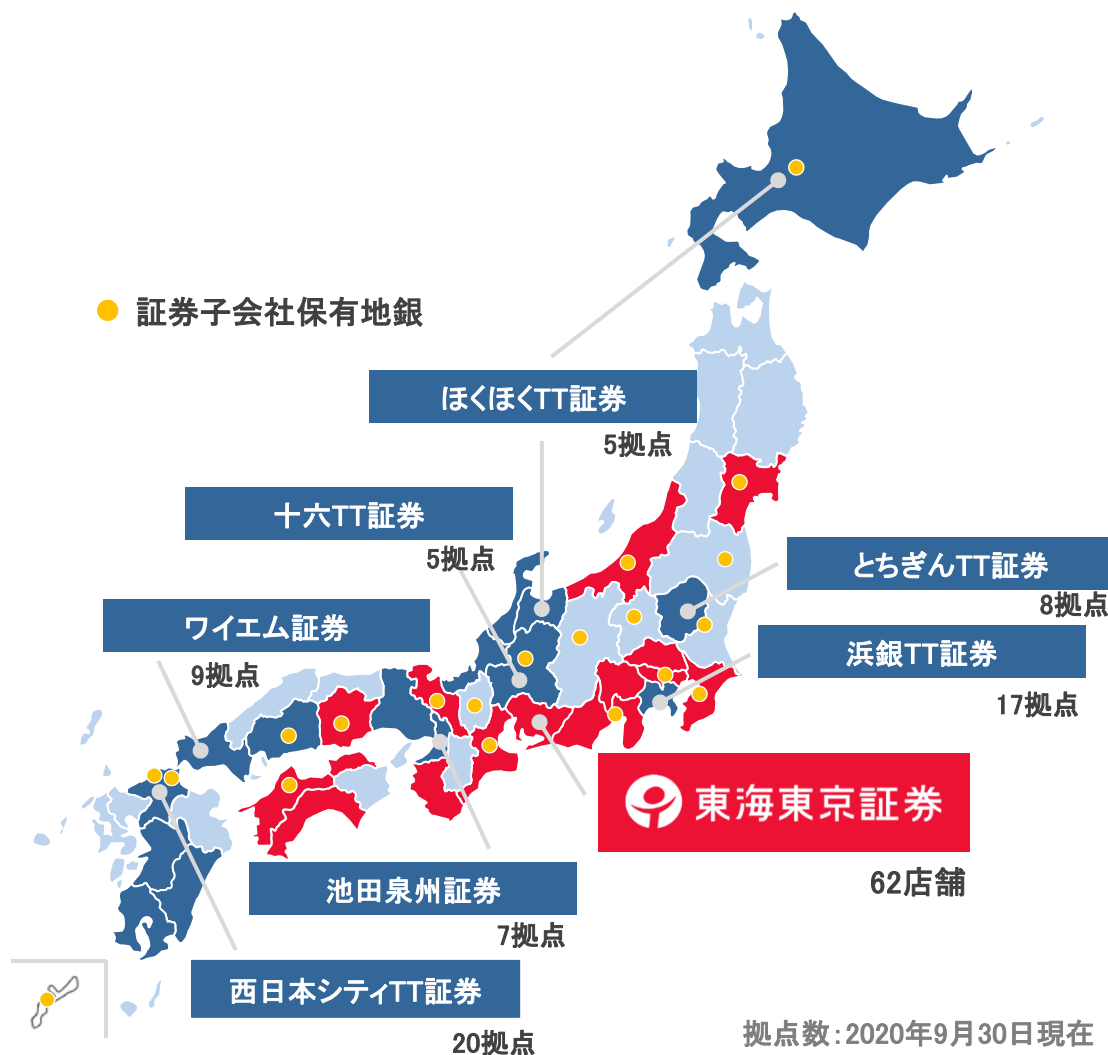 証券子会社保有地銀
ほくほくTT証券
5拠点
十六TT証券
5拠点
とちぎんTT証券
8拠点
ワイエム証券
9拠点
浜銀TT証券
17拠点
東海東京証券
62店舗
池田泉州証券
7拠点
西日本シティTT証券
20拠点
拠点数:2020年9月30日現在